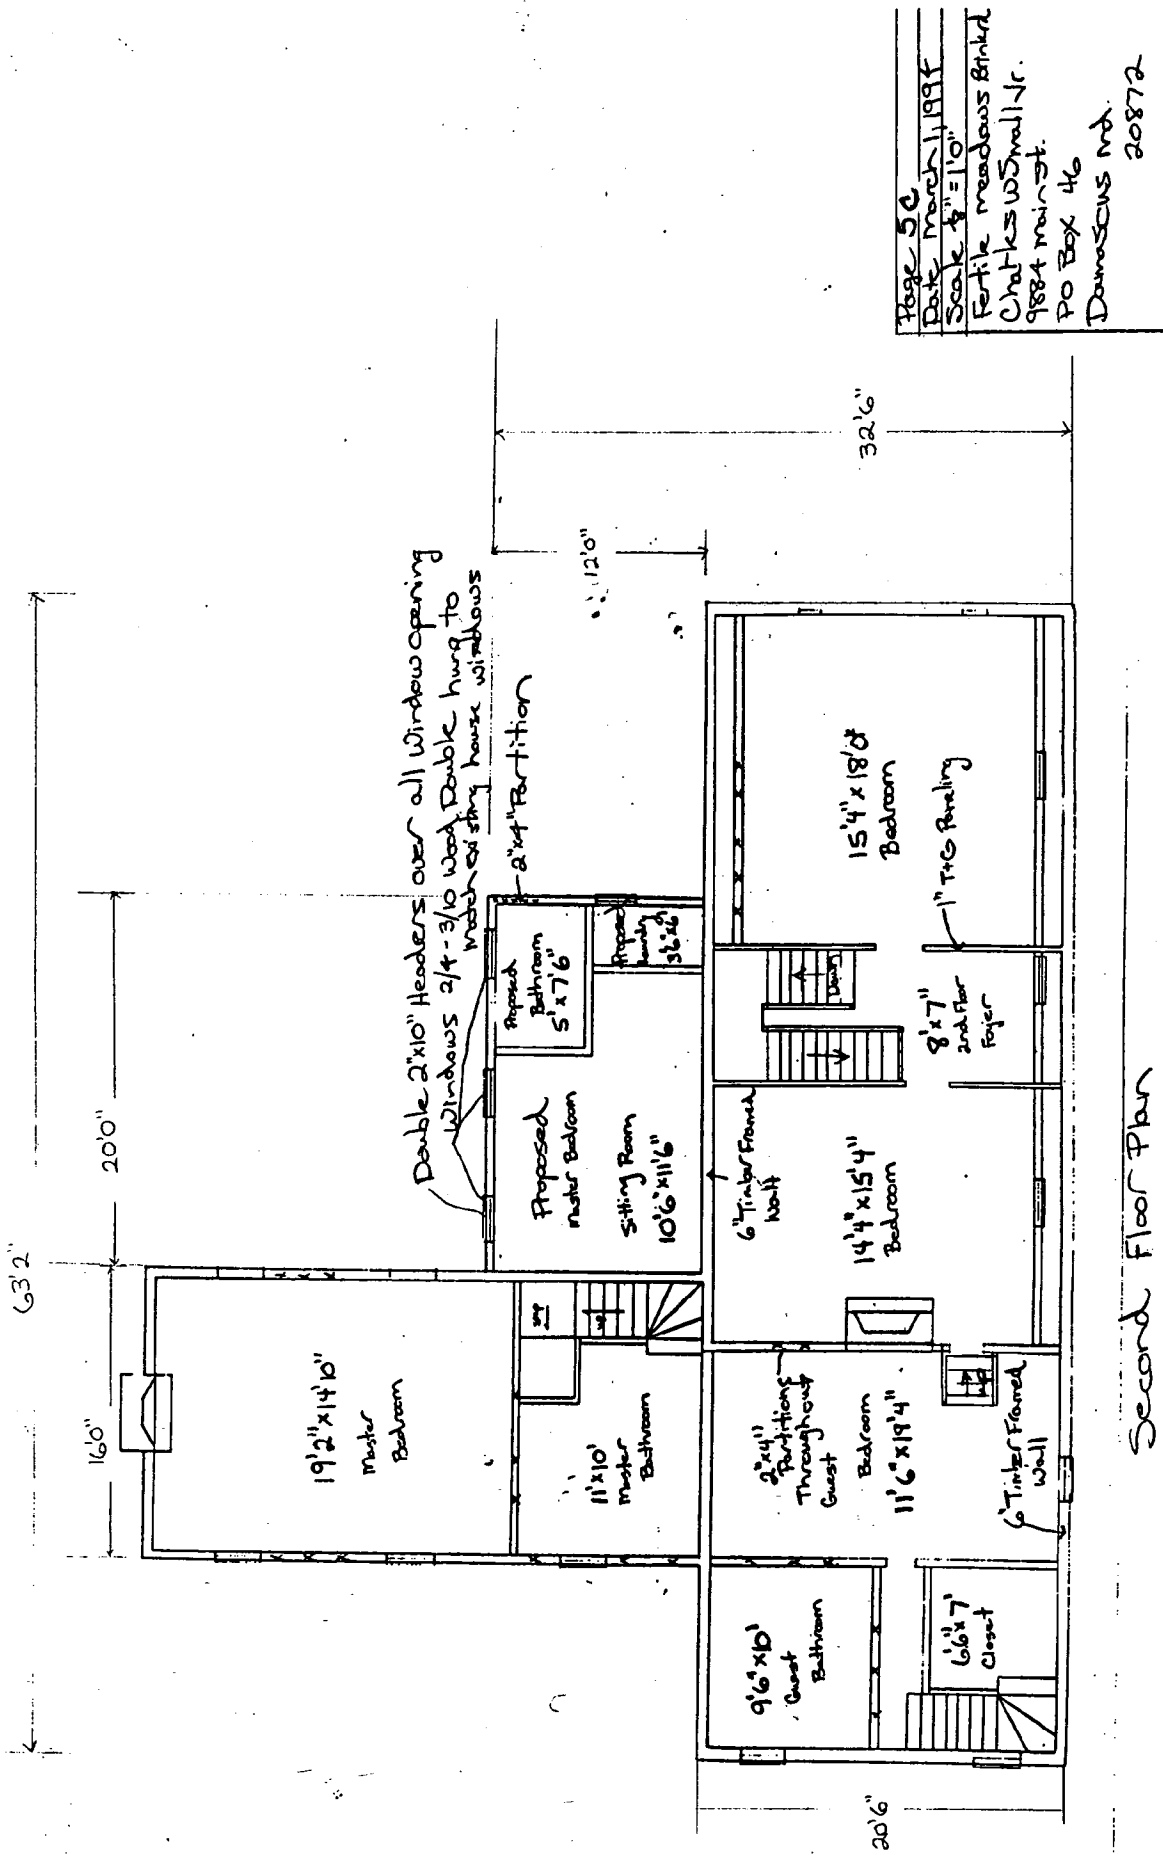 63'2"
16'0"
20'0"
Double 2"x10" Headers over all Window opening
Windows 2/4-3/10 Wood Double hung to
match existing house windows
2"x4" Partition
12'0"
32'6"
20'6"
19'2"x14'10"
Master
Bedroom
11'x10'
Master
Bathroom
up
Proposed
Master Bedroom
Sitting Room
10'6"x11'6"
Proposed
Bathroom
5'x7'6"
Proposed
laundry
9'6"x10'
Guest
Bathroom
6'6"x7'
Closet
2"x4"
Partitions
Throughout
Guest
Bedroom
11'6"x19'4"
up
6" Timber Framed
Wall
6" Timber Framed
Wall
14'4"x15'4"
Bedroom
Down
8'x7'
2nd Floor
Foyer
1" T+G Paneling
15'4"x18'0"
Bedroom
Second Floor Plan
Page 5C
Date March 1, 1994
Scale 1/8"=1'0"
Fertile meadows
Charles W Small Jr.
9884 main st.
PO Box 46
Damascus md.
20872